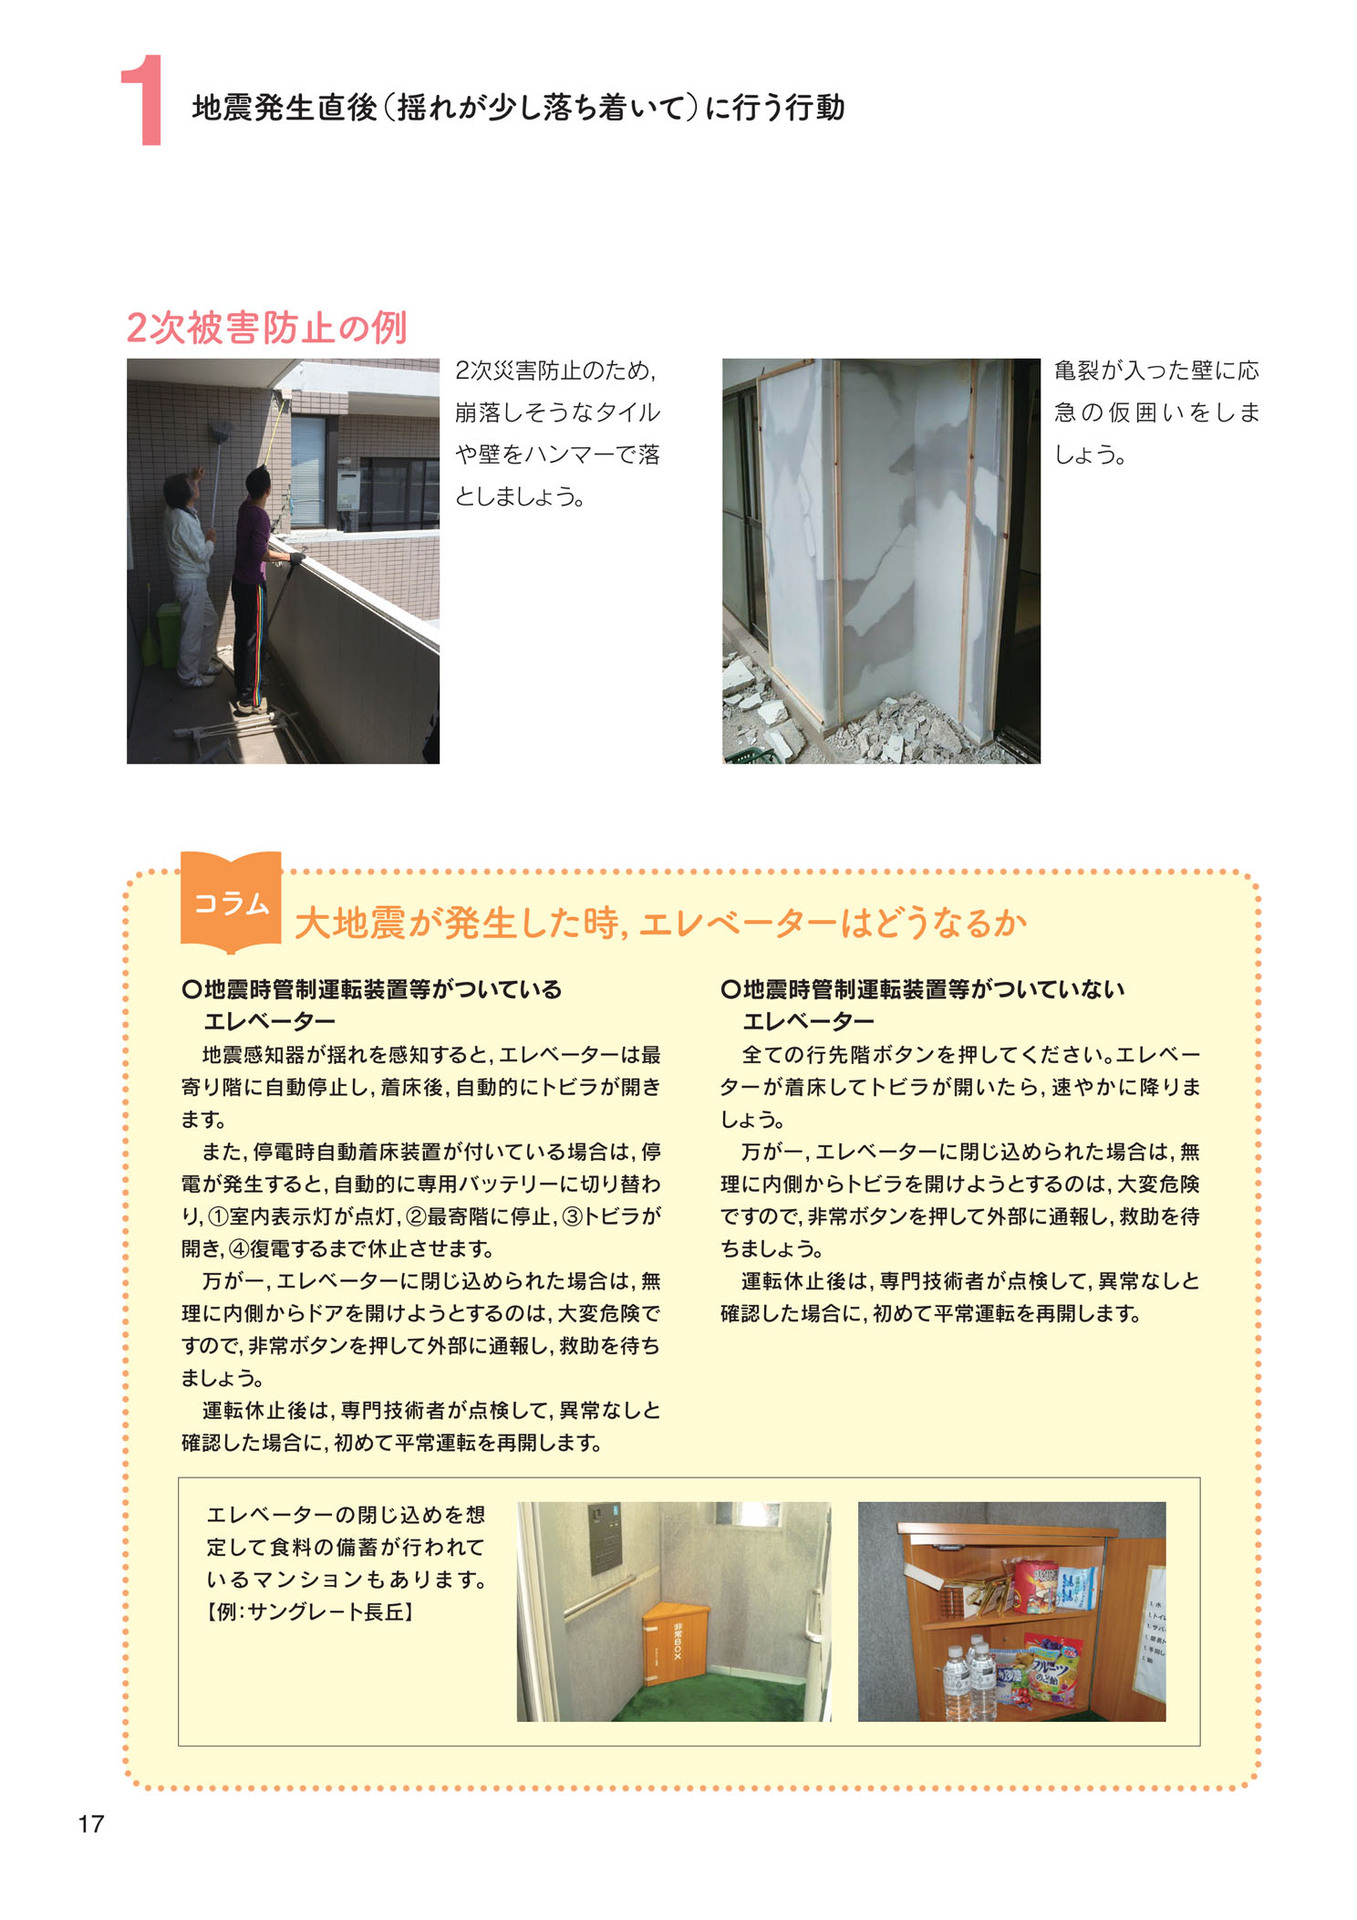 1
地震発生直後（揺れが少し落ち着いて）に行う行動
2次被害防止の例
2次災害防止のため，
崩落しそうなタイル
や壁をハンマーで落
としましょう。
亀裂が入った壁に応
急の仮囲いをしま
しょう。
コラム
大地震が発生した時，エレベーターはどうなるか
○地震時管制運転装置等がついている
エレベーター
地震感知器が揺れを感知すると，エレベーターは最
寄り階に自動停止し，着床後，自動的にトビラが開き
ます。
また，停電時自動着床装置が付いている場合は，停
電が発生すると，自動的に専用バッテリーに切り替わ
り，①室内表示灯が点灯，②最寄階に停止，③トビラが
開き，④復電するまで休止させます。
万が一，エレベーターに閉じ込められた場合は，無
理に内側からドアを開けようとするのは，大変危険で
すので，非常ボタンを押して外部に通報し，救助を待ち
ましょう。
運転休止後は，専門技術者が点検して，異常なしと
確認した場合に，初めて平常運転を再開します。
○地震時管制運転装置等がついていない
エレベーター
全ての行先階ボタンを押してください。エレベー
ターが着床してトビラが開いたら，速やかに降りま
しょう。
万が一，エレベーターに閉じ込められた場合は，無
理に内側からトビラを開けようとするのは，大変危険
ですので，非常ボタンを押して外部に通報し，救助を待
ちましょう。
運転休止後は，専門技術者が点検して，異常なしと
確認した場合に，初めて平常運転を再開します。
エレベーターの閉じ込めを想
定して食料の備蓄が行われて
いるマンションもあります。
【例：サングレート長丘】
非常BOX
フルーツ
のど飴
17